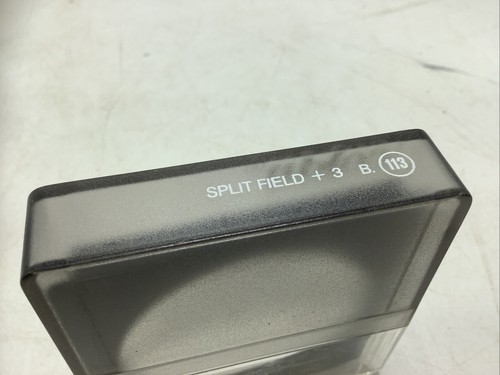 SPLIT FIELD + 3 B. 113